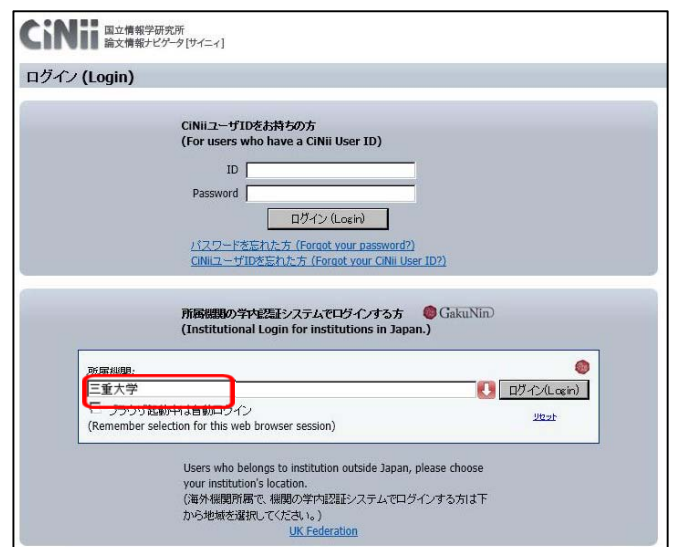 CiNii 国立情報学研究所
論文情報ナビゲータ[サイニィ]
ログイン (Login)
CiNiiユーザIDをお持ちの方
(For users who have a CiNii User ID)
ID
Password
ログイン (Login)
パスワードを忘れた方 (Forgot your password?)
CiNiiユーザIDを忘れた方 (Forgot your CiNii User ID?)
所属機関の学内認証システムでログインする方 GakuNin
(Institutional Login for institutions in Japan.)
所属機関:
三重大学
ログイン(Login)
ブラウザ起動中は自動ログイン
リセット
(Remember selection for this web browser session)
Users who belongs to institution outside Japan, please choose
your institution's location.
(海外機関所属で、機関の学内認証システムでログインする方は下
から地域を選択してください。)
UK Federation